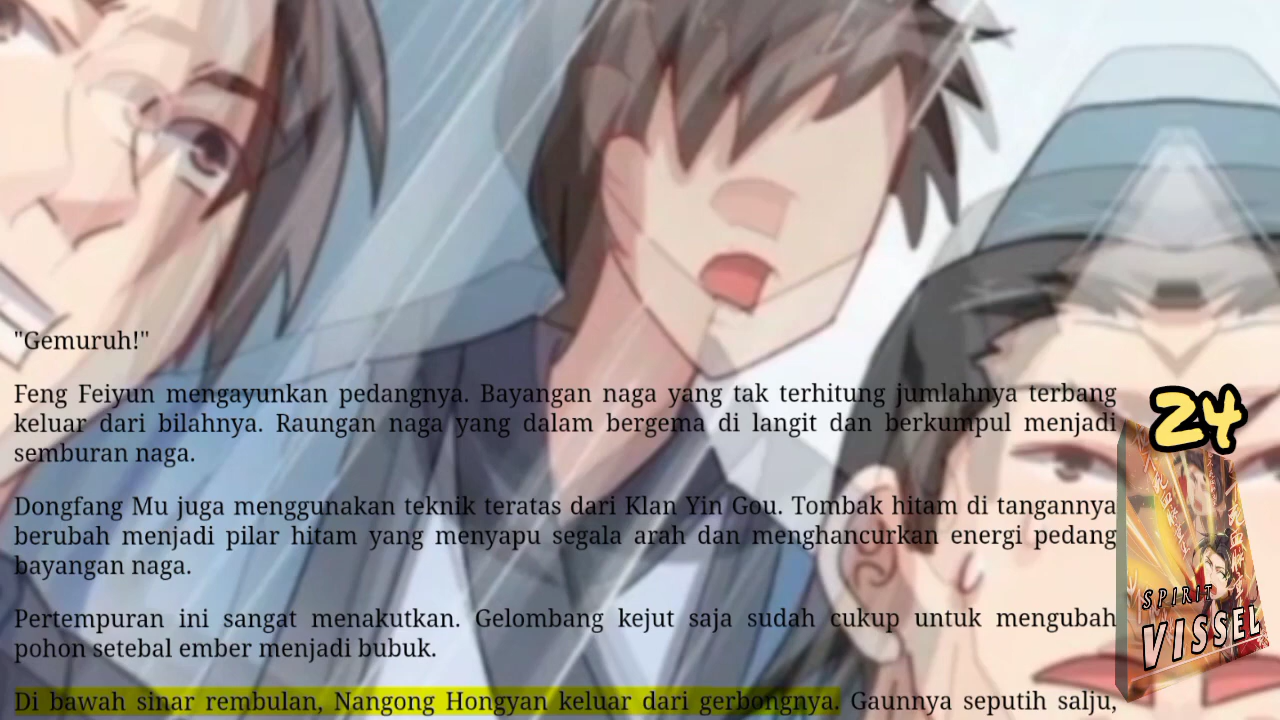 "Gemuruh!"
Feng Feiyun mengayunkan pedangnya. Bayangan naga yang tak terhitung jumlahnya terbang
keluar dari bilahnya. Raungan naga yang dalam bergema di langit dan berkumpul menjadi
semburan naga.
Dongfang Mu juga menggunakan teknik teratas dari Klan Yin Gou. Tombak hitam di tangannya
berubah menjadi pilar hitam yang menyapu segala arah dan menghancurkan energi pedang
bayangan naga.
Pertempuran ini sangat menakutkan. Gelombang kejut saja sudah cukup untuk mengubah
pohon setebal ember menjadi bubuk.
Di bawah sinar rembulan, Nangong Hongyan keluar dari gerbongnya. Gaunnya seputih salju,
24
SPIRIT
VISSEL